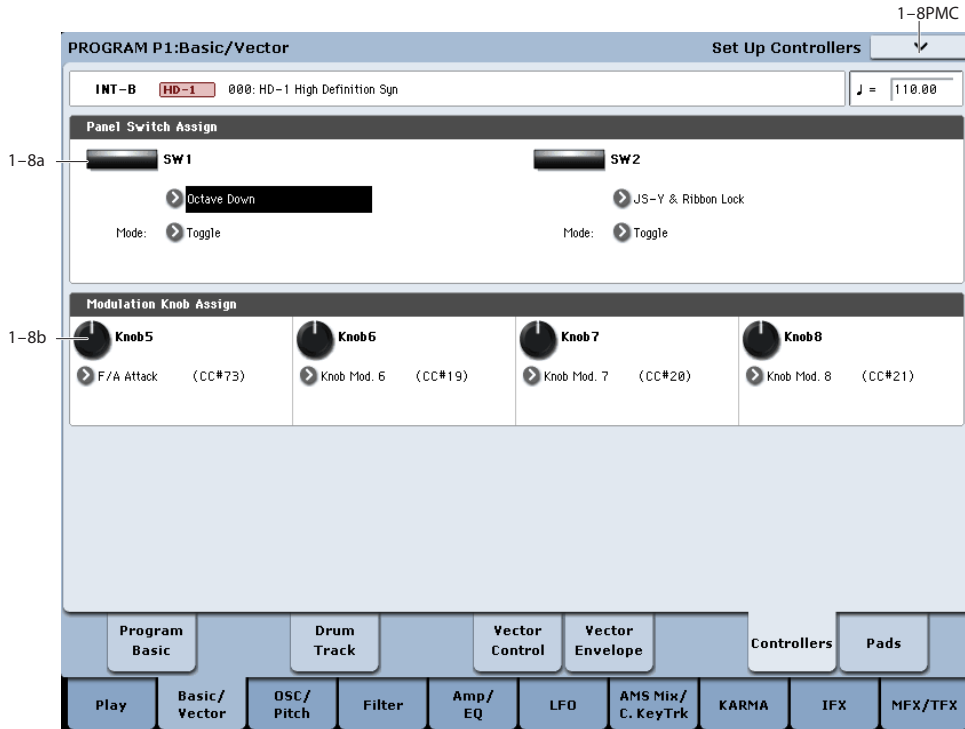 1–8PMC
PROGRAM P1:Basic/Vector Set Up Controllers
INT-B HD-1 000: HD-1 High Definition Syn ♩ = 110.00
Panel Switch Assign
1–8a SW1 SW2
Octave Down JS-Y & Ribbon Lock
Mode: Toggle Mode: Toggle
Modulation Knob Assign
1–8b Knob5 Knob6 Knob7 Knob8
F/A Attack (CC#73) Knob Mod. 6 (CC#19) Knob Mod. 7 (CC#20) Knob Mod. 8 (CC#21)
Program Basic Drum Track Vector Control Vector Envelope Controllers Pads
Play Basic/ Vector OSC/ Pitch Filter Amp/ EQ LFO AMS Mix/ C. KeyTrk KARMA IFX MFX/TFX